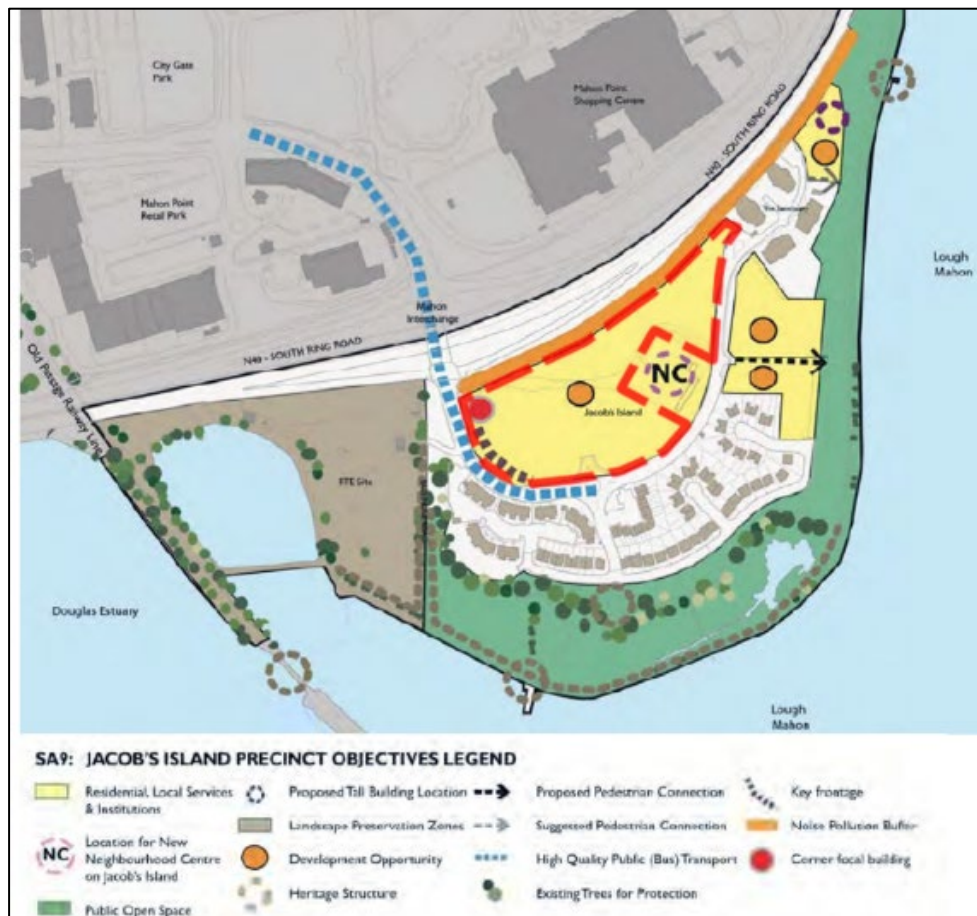 City Gate
Park
Mahon Point
Shopping Centre
N40 - SOUTH RING ROAD
Mahon Point
Retail Park
The Sanctuary
Lough
Mahon
Mahon
Interchange
N40 - SOUTH RING ROAD
Old Passage Railway Line
NC
Jacob's Island
RTE Site
Douglas Estuary
Lough
Mahon
SA9: JACOB'S ISLAND PRECINCT OBJECTIVES LEGEND
Residential, Local Services
& Institutions
Proposed Tall Building Location
Proposed Pedestrian Connection
Key frontage
Landscape Preservation Zones
Suggested Pedestrian Connection
Noise Pollution Buffer
NC
Location for New
Neighbourhood Centre
on Jacob's Island
Development Opportunity
High Quality Public (Bus) Transport
Corner focal building
Heritage Structure
Existing Trees for Protection
Public Open Space